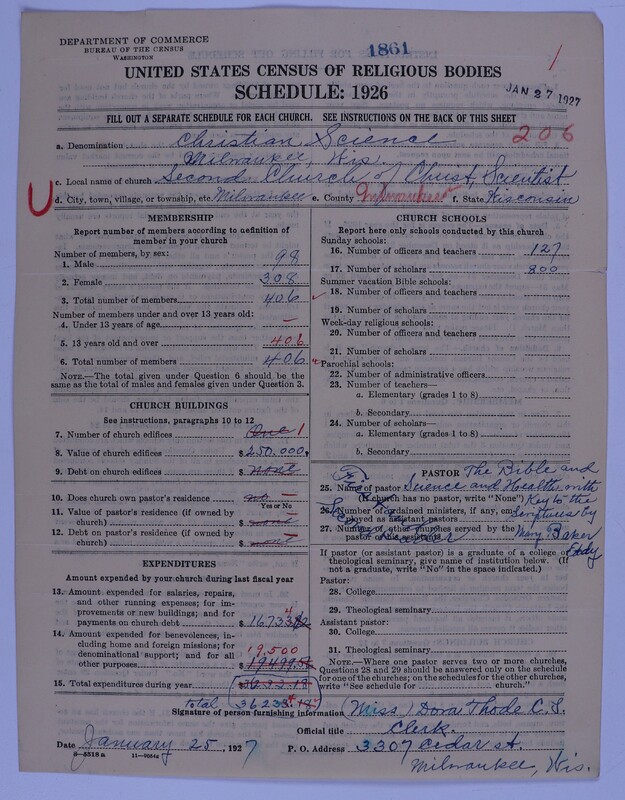 DEPARTMENT OF COMMERCE
BUREAU OF THE CENSUS
WASHINGTON
1861
1
UNITED STATES CENSUS OF RELIGIOUS BODIES
SCHEDULE: 1926
JAN 27 1927
FILL OUT A SEPARATE SCHEDULE FOR EACH CHURCH. SEE INSTRUCTIONS ON THE BACK OF THIS SHEET
206
a. Denomination Christian Science
Milwaukee, Wis.
c. Local name of church Second Church of Christ, Scientist
d. City, town, village, or township, etc. Milwaukee e. County Milwaukee f. State Wisconsin
MEMBERSHIP
Report number of members according to definition of
member in your church
Number of members, by sex:
1. Male 98
2. Female 308
3. Total number of members 406
Number of members under and over 13 years old:
4. Under 13 years of age —
5. 13 years old and over 406
6. Total number of members 406
NOTE.—The total given under Question 6 should be
the same as the total of males and females given under Question 3.
CHURCH BUILDINGS
See instructions, paragraphs 10 to 12
7. Number of church edifices One 1
8. Value of church edifices $250.000,
9. Debt on church edifices $ none
10. Does church own pastor's residence no —
Yes or No
11. Value of pastor's residence (if owned by
church) $ none
12. Debt on pastor's residence (if owned by
church) $ none
EXPENDITURES
Amount expended by your church during last fiscal year
13. Amount expended for salaries, repairs,
and other running expenses; for im-
provements or new buildings; and for
payments on church debt $ 16733
14. Amount expended for benevolences,
including home and foreign missions; for
denominational support; and for all
other purposes 19,500
$ 19499
15. Total expenditures during year $ 36233.18
total 36233.18
CHURCH SCHOOLS
Report here only schools conducted by this church
Sunday schools:
16. Number of officers and teachers 127
17. Number of scholars 800
Summer vacation Bible schools:
18. Number of officers and teachers
19. Number of scholars
Week-day religious schools:
20. Number of officers and teachers
21. Number of scholars
Parochial schools:
22. Number of administrative officers
23. Number of teachers—
a. Elementary (grades 1 to 8)
b. Secondary
24. Number of scholars—
a. Elementary (grades 1 to 8)
b. Secondary
PASTOR The Bible and
25. Name of pastor Science and Health with
(If church has no pastor, write "None") Key to the
26. Number of ordained ministers, if any, em-
ployed as assistant pastors Scriptures by
27. Number of other churches served by the
pastor Mary Baker
Eddy
If pastor (or assistant pastor) is a graduate of a college or
theological seminary, give name of institution below. (If
not a graduate, write "No" in the space indicated.)
Pastor:
28. College
29. Theological seminary
Assistant pastor:
30. College
31. Theological seminary
NOTE.—Where one pastor serves two or more churches,
Questions 28 and 29 should be answered only on the schedule
for one of the churches; on the schedules for the other churches,
write "See schedule for church."
Signature of person furnishing information (Miss) Dora Thode C.S.
Official title Clerk.
Date January 25, 1927 P. O. Address 3307 Cedar st.
Milwaukee, Wis.
8—5518a 11—9554a